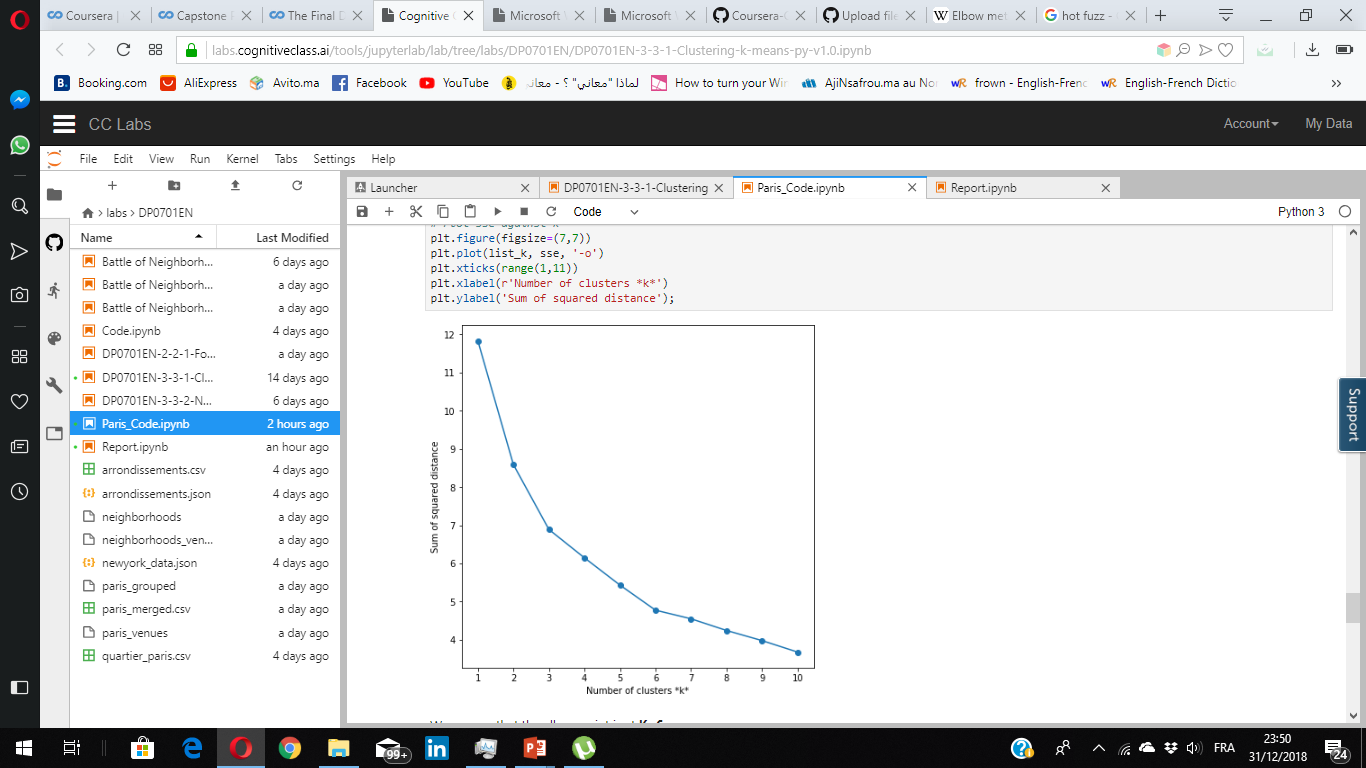 Coursera |
Capstone P
The Final D
Cognitive C
Microsoft W
Microsoft W
Coursera-C
Upload file
Elbow met
hot fuzz -
labs.cognitiveclass.ai/tools/jupyterlab/lab/tree/labs/DP0701EN/DP0701EN-3-3-1-Clustering-k-means-py-v1.0.ipynb
Booking.com
AliExpress
Avito.ma
Facebook
YouTube
لماذا "معاني" ؟ - معان
How to turn your Win
AjiNsafrou.ma au No
frown - English-Frenc
English-French Dictio
CC Labs
Account
My Data
File Edit View Run Kernel Tabs Settings Help
labs > DP0701EN
Name Last Modified
Battle of Neighborh... 6 days ago
Battle of Neighborh... a day ago
Battle of Neighborh... a day ago
Code.ipynb 4 days ago
DP0701EN-2-2-1-Fo... a day ago
DP0701EN-3-3-1-Cl... 14 days ago
DP0701EN-3-3-2-N... 6 days ago
Paris_Code.ipynb 2 hours ago
Report.ipynb an hour ago
arrondissements.csv 4 days ago
arrondissements.json 4 days ago
neighborhoods a day ago
neighborhoods_ven... a day ago
newyork_data.json 4 days ago
paris_grouped a day ago
paris_merged.csv a day ago
paris_venues a day ago
quartier_paris.csv 4 days ago
Launcher
DP0701EN-3-3-1-Clustering
Paris_Code.ipynb
Report.ipynb
Code
Python 3
# Plot sse against k
plt.figure(figsize=(7,7))
plt.plot(list_k, sse, '-o')
plt.xticks(range(1,11))
plt.xlabel(r'Number of clusters *k*')
plt.ylabel('Sum of squared distance');
12
11
10
9
8
7
6
5
4
Sum of squared distance
1 2 3 4 5 6 7 8 9 10
Number of clusters *k*
Support
99+
FRA
23:50
31/12/2018
24